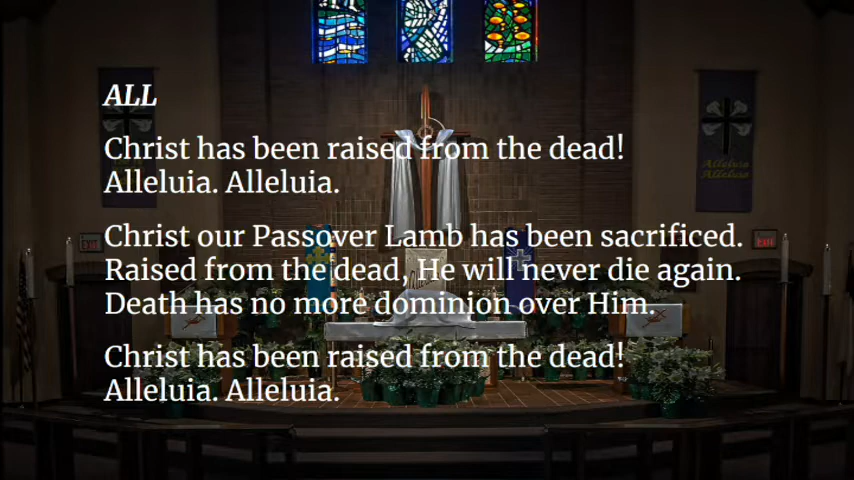 ALL
Christ has been raised from the dead!
Alleluia. Alleluia.
Alleluia
Alleluia
Christ our Passover Lamb has been sacrificed.
EXIT
EXIT
Raised from the dead, He will never die again.
Death has no more dominion over Him.
Christ has been raised from the dead!
Alleluia. Alleluia.